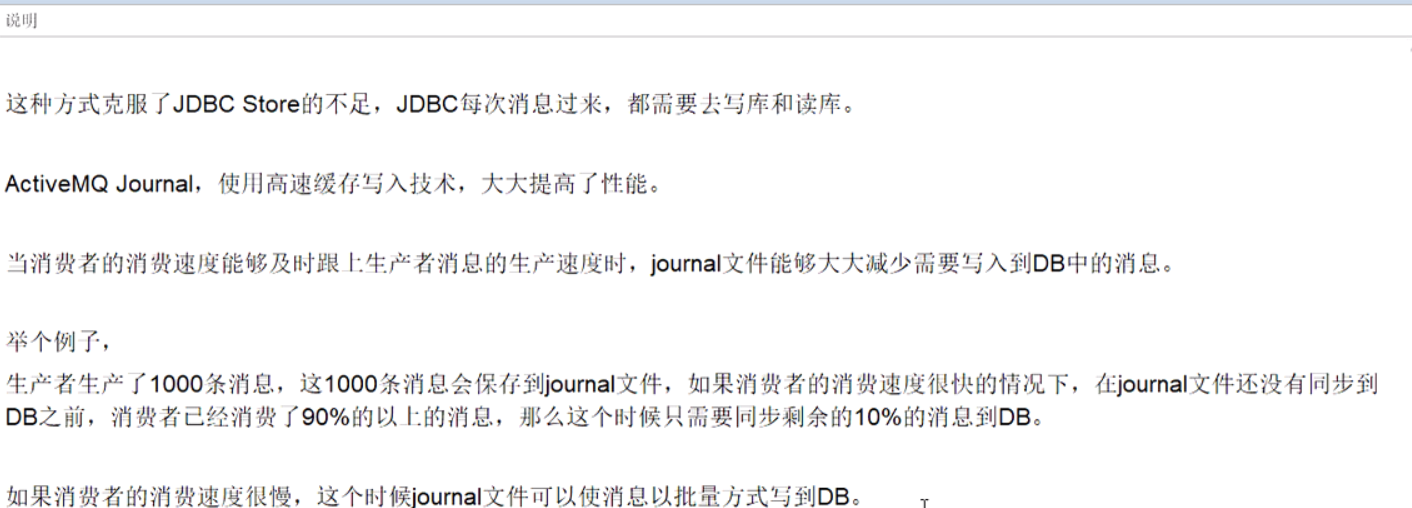 说明
这种方式克服了JDBC Store的不足，JDBC每次消息过来，都需要去写库和读库。
ActiveMQ Journal，使用高速缓存写入技术，大大提高了性能。
当消费者的消费速度能够及时跟上生产者消息的生产速度时，journal文件能够大大减少需要写入到DB中的消息。
举个例子，
生产者生产了1000条消息，这1000条消息会保存到journal文件，如果消费者的消费速度很快的情况下，在journal文件还没有同步到
DB之前，消费者已经消费了90%的以上的消息，那么这个时候只需要同步剩余的10%的消息到DB。
如果消费者的消费速度很慢，这个时候journal文件可以使消息以批量方式写到DB。